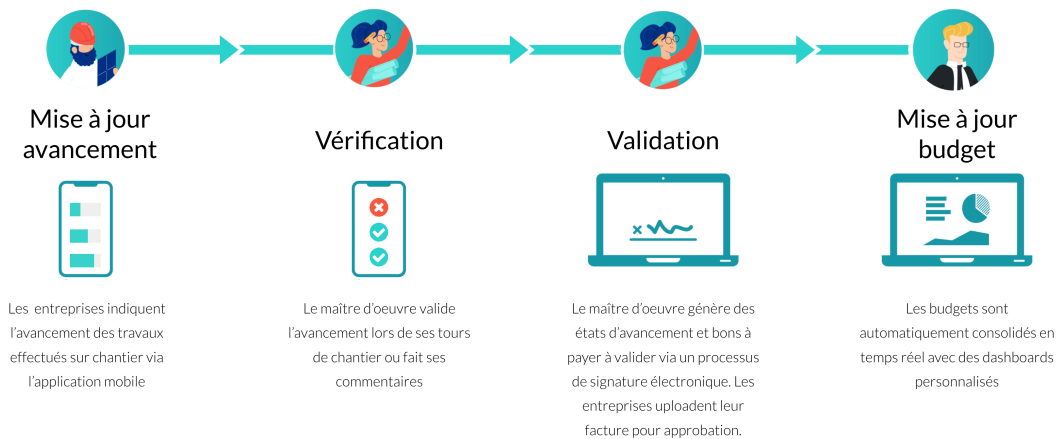 Mise à jour
avancement
Les entreprises indiquent
l'avancement des travaux
effectués sur chantier via
l'application mobile
Vérification
Le maître d'oeuvre valide
l'avancement lors de ses tours
de chantier ou fait ses
commentaires
Validation
Le maître d'oeuvre génère des
états d'avancement et bons à
payer à valider via un processus
de signature électronique. Les
entreprises uploadent leur
facture pour approbation.
Mise à jour
budget
Les budgets sont
automatiquement consolidés en
temps réel avec des dashboards
personnalisés